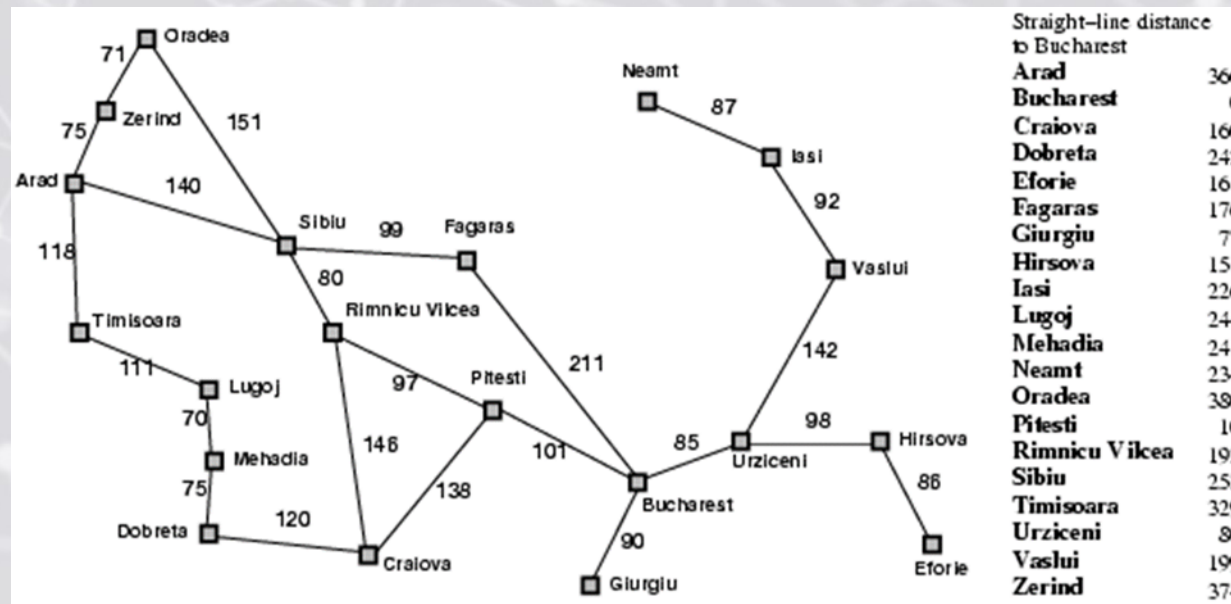 Oradea
71
Neamt
87
Zerind
151
75
Iasi
Arad
140
92
Sibiu
99
Fagaras
118
80
Vaslui
Timisoara
Rimnicu Vilcea
142
111
211
Lugoj
97
Pitesti
70
98
Hirsova
146
101
85
Mehadia
Urziceni
75
138
86
Bucharest
120
Dobreta
90
Craiova
Eforie
Giurgiu
Straight-line distance
to Bucharest
Arad
Bucharest
Craiova
Dobreta
Eforie
Fagaras
Giurgiu
Hirsova
Iasi
Lugoj
Mehadia
Neamt
Oradea
Pitesti
Rimnicu Vilcea
Sibiu
Timisoara
Urziceni
Vaslui
Zerind